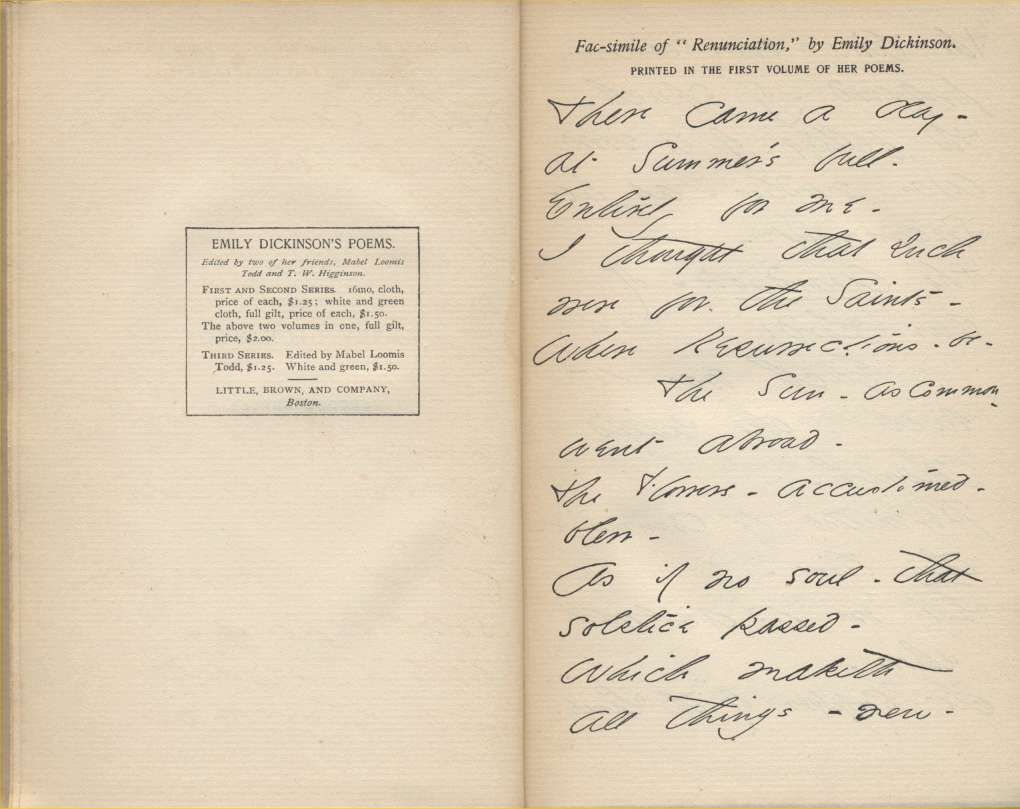 EMILY DICKINSON'S POEMS.
Edited by two of her friends, Mabel Loomis
Todd and T. W. Higginson.
FIRST AND SECOND SERIES. 16mo, cloth,
price of each, $1.25; white and green
cloth, full gilt, price of each, $1.50.
The above two volumes in one, full gilt,
price, $2.00.
THIRD SERIES. Edited by Mabel Loomis
Todd, $1.25. White and green, $1.50.
LITTLE, BROWN, AND COMPANY,
Boston.
Fac-simile of "Renunciation," by Emily Dickinson.
PRINTED IN THE FIRST VOLUME OF HER POEMS.
There came a Day -
at Summer's full -
Entirely for me -
I thought that such
were for the Saints -
Where Resurrections - be -
The Sun - as common -
went abroad -
The Flowers - accustomed -
blew -
As if no soul - that
solstice passed -
Which maketh
all things - new -